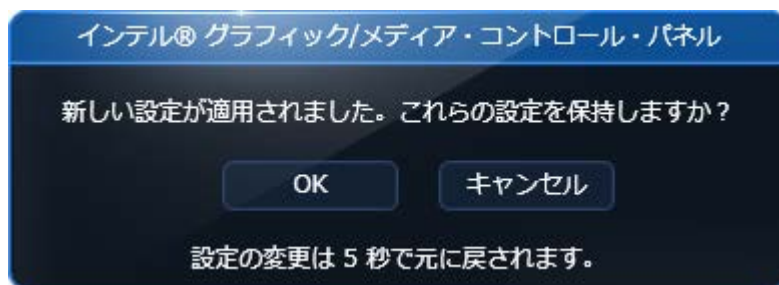 インテル® グラフィック/メディア・コントロール・パネル
新しい設定が適用されました。これらの設定を保持しますか？
OK
キャンセル
設定の変更は 5 秒で元に戻されます。